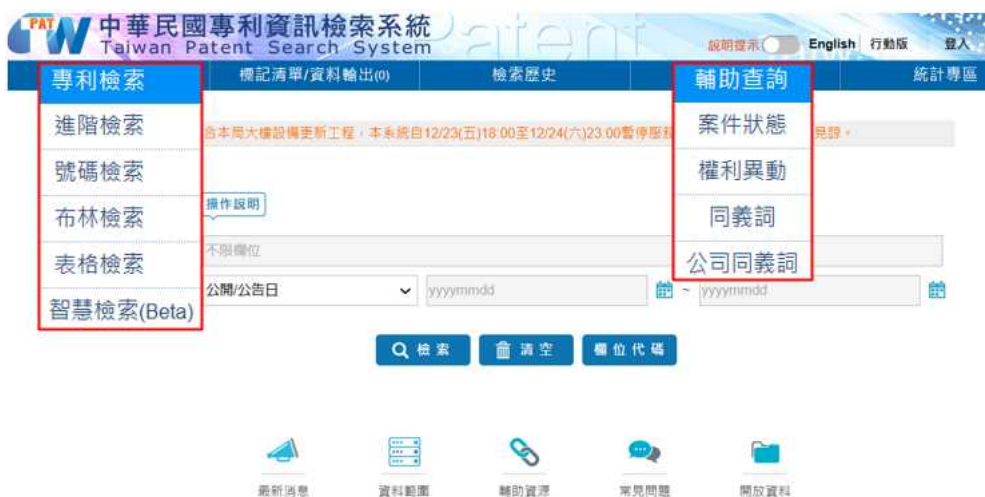 PAT TW 中華民國專利資訊檢索系統
Taiwan Patent Search System
Patent
說明提示 English 行動版 登入
專利檢索 標記清單/資料輸出(0) 檢索歷史 輔助查詢 統計專區
進階檢索
號碼檢索
布林檢索
表格檢索
智慧檢索(Beta)
案件狀態
權利異動
同義詞
公司同義詞
合本局大樓設備更新工程，本系統自12/23(五)18:00至12/24(六)23:00暫停服務
見諒。
操作說明
不限欄位
公開/公告日 yyyymmdd ~ yyyymmdd
檢索 清空 欄位代碼
最新消息 資料範圍 輔助資源 常見問題 開放資料